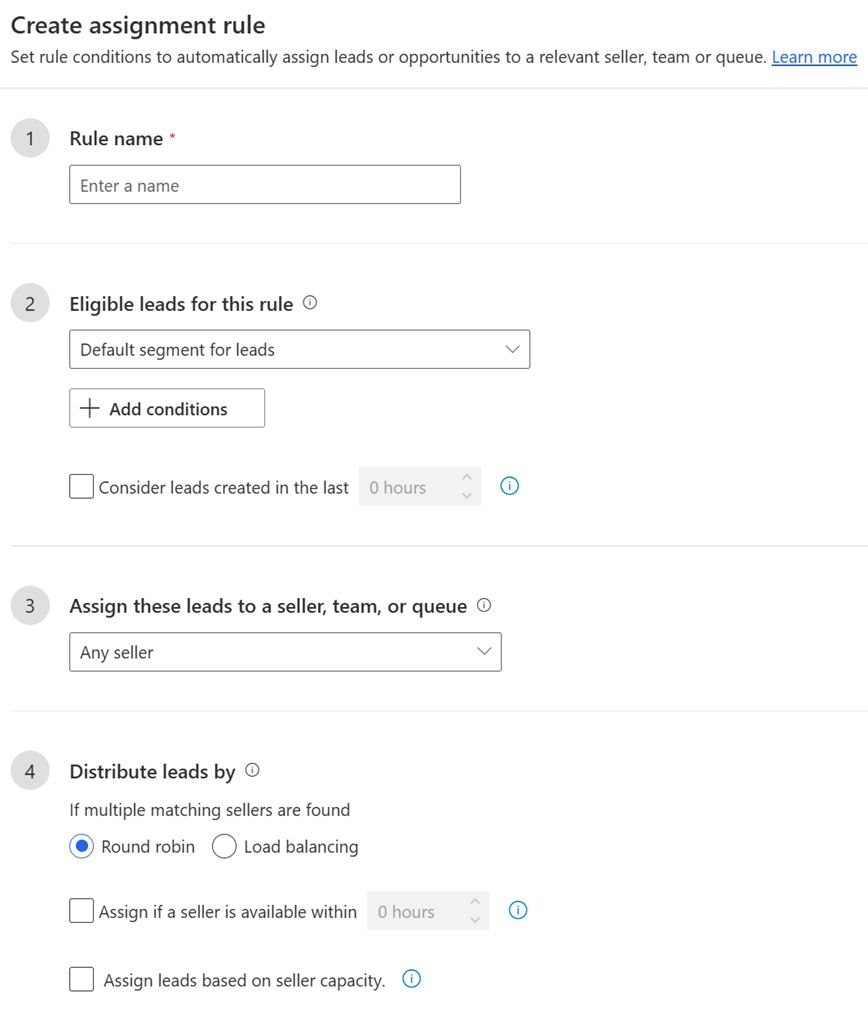 Create assignment rule
Set rule conditions to automatically assign leads or opportunities to a relevant seller, team or queue. Learn more
1 Rule name *
Enter a name
2 Eligible leads for this rule
Default segment for leads
Add conditions
Consider leads created in the last 0 hours
3 Assign these leads to a seller, team, or queue
Any seller
4 Distribute leads by
If multiple matching sellers are found
Round robin Load balancing
Assign if a seller is available within 0 hours
Assign leads based on seller capacity.